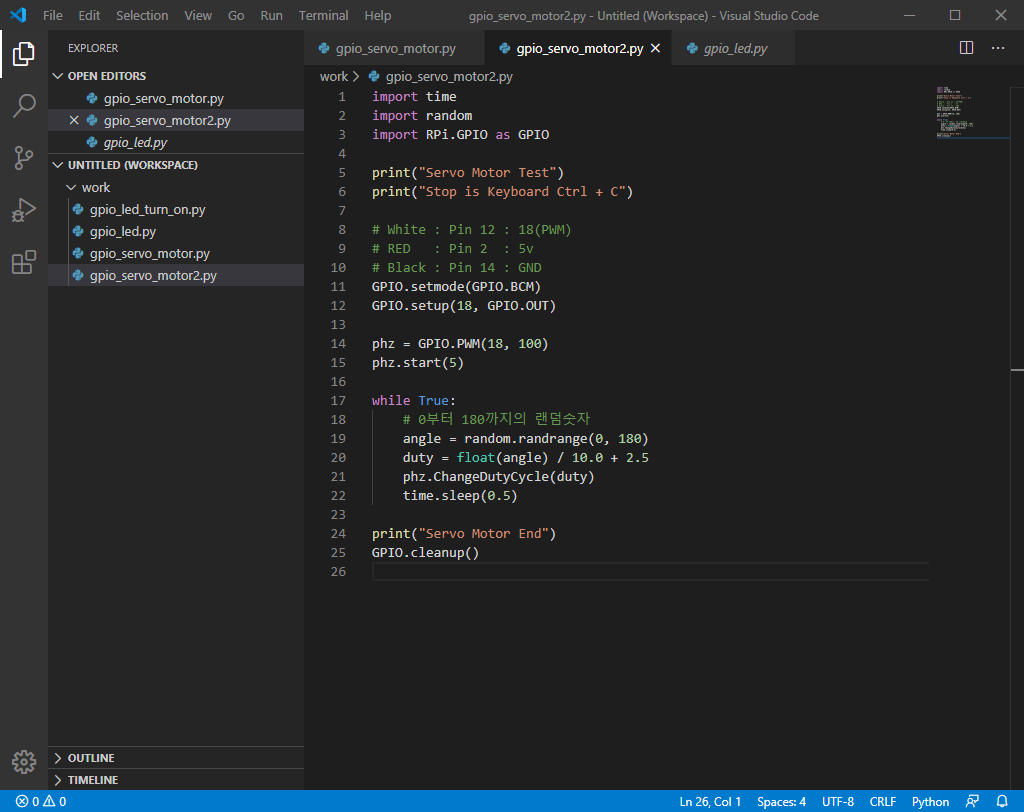 File Edit Selection View Go Run Terminal Help gpio_servo_motor2.py - Untitled (Workspace) - Visual Studio Code
EXPLORER
OPEN EDITORS
gpio_servo_motor.py
gpio_servo_motor2.py
gpio_led.py
UNTITLED (WORKSPACE)
work
gpio_led_turn_on.py
gpio_led.py
gpio_servo_motor.py
gpio_servo_motor2.py
OUTLINE
TIMELINE
gpio_servo_motor.py gpio_servo_motor2.py gpio_led.py
work > gpio_servo_motor2.py
1 import time
2 import random
3 import RPi.GPIO as GPIO
4
5 print("Servo Motor Test")
6 print("Stop is Keyboard Ctrl + C")
7
8 # White : Pin 12 : 18(PWM)
9 # RED   : Pin 2  : 5v
10 # Black : Pin 14 : GND
11 GPIO.setmode(GPIO.BCM)
12 GPIO.setup(18, GPIO.OUT)
13
14 phz = GPIO.PWM(18, 100)
15 phz.start(5)
16
17 while True:
18     # 0부터 180까지의 랜덤숫자
19     angle = random.randrange(0, 180)
20     duty = float(angle) / 10.0 + 2.5
21     phz.ChangeDutyCycle(duty)
22     time.sleep(0.5)
23
24 print("Servo Motor End")
25 GPIO.cleanup()
26
0 0 Ln 26, Col 1 Spaces: 4 UTF-8 CRLF Python